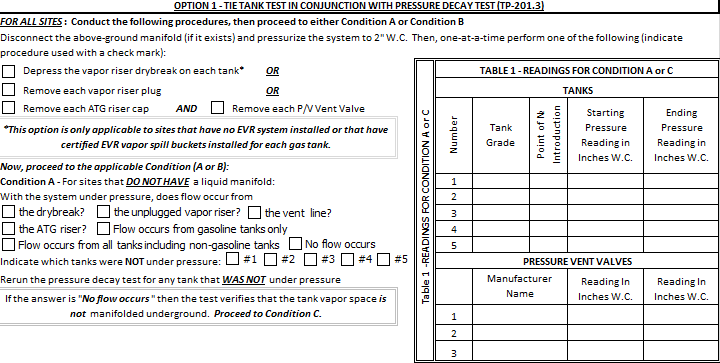 OPTION 1 - TIE TANK TEST IN CONJUNCTION WITH PRESSURE DECAY TEST (TP-201.3)
FOR ALL SITES: Conduct the following procedures, then proceed to either Condition A or Condition B
Disconnect the above-ground manifold (if it exists) and pressurize the system to 2" W.C. Then, one-at-a-time perform one of the following (indicate
procedure used with a check mark):
Depress the vapor riser drybreak on each tank* OR
Remove each vapor riser plug OR
Remove each ATG riser cap AND Remove each P/V Vent Valve
*This option is only applicable to sites that have no EVR system installed or that have
certified EVR vapor spill buckets installed for each gas tank.
Now, proceed to the applicable Condition (A or B):
Condition A - For sites that DO NOT HAVE a liquid manifold:
With the system under pressure, does flow occur from
the drybreak? the unplugged vapor riser? the vent line?
the ATG riser? Flow occurs from gasoline tanks only
Flow occurs from all tanks including non-gasoline tanks No flow occurs
Indicate which tanks were NOT under pressure: #1 #2 #3 #4 #5
Rerun the pressure decay test for any tank that WAS NOT under pressure
If the answer is "No flow occurs" then the test verifies that the tank vapor space is
not manifolded underground. Proceed to Condition C.
Table 1 -READINGS FOR CONDITION A or C
TABLE 1 - READINGS FOR CONDITION A or C
TANKS
Number
Tank
Grade
Point of №
Introduction
Starting
Pressure
Reading in
Inches W.C.
Ending
Pressure
Reading in
Inches W.C.
1
2
3
4
5
PRESSURE VENT VALVES
Manufacturer
Name
Reading In
Inches W.C.
Reading In
Inches W.C.
1
2
3